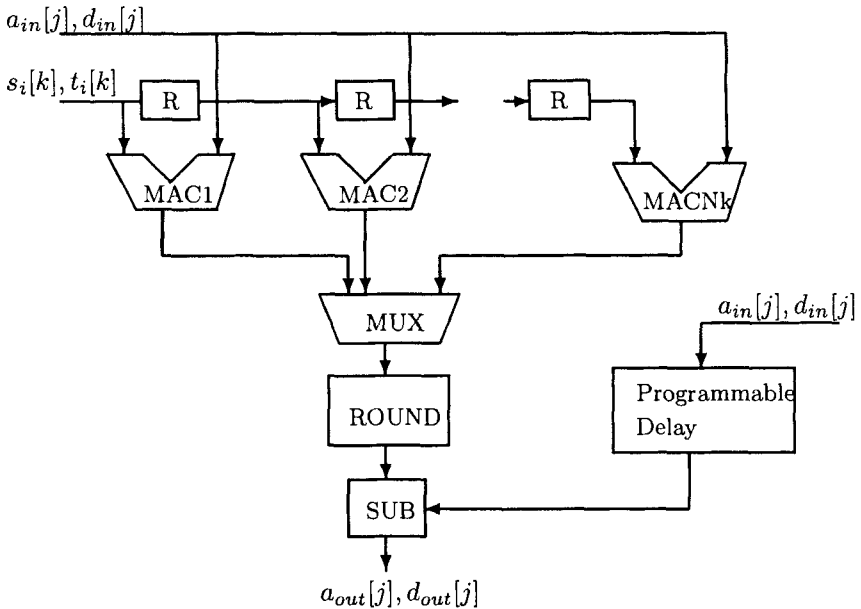 a_in[j], d_in[j]
s_i[k], t_i[k]
R
R
R
MAC1
MAC2
MACNk
MUX
a_in[j], d_in[j]
Programmable
Delay
ROUND
SUB
a_out[j], d_out[j]